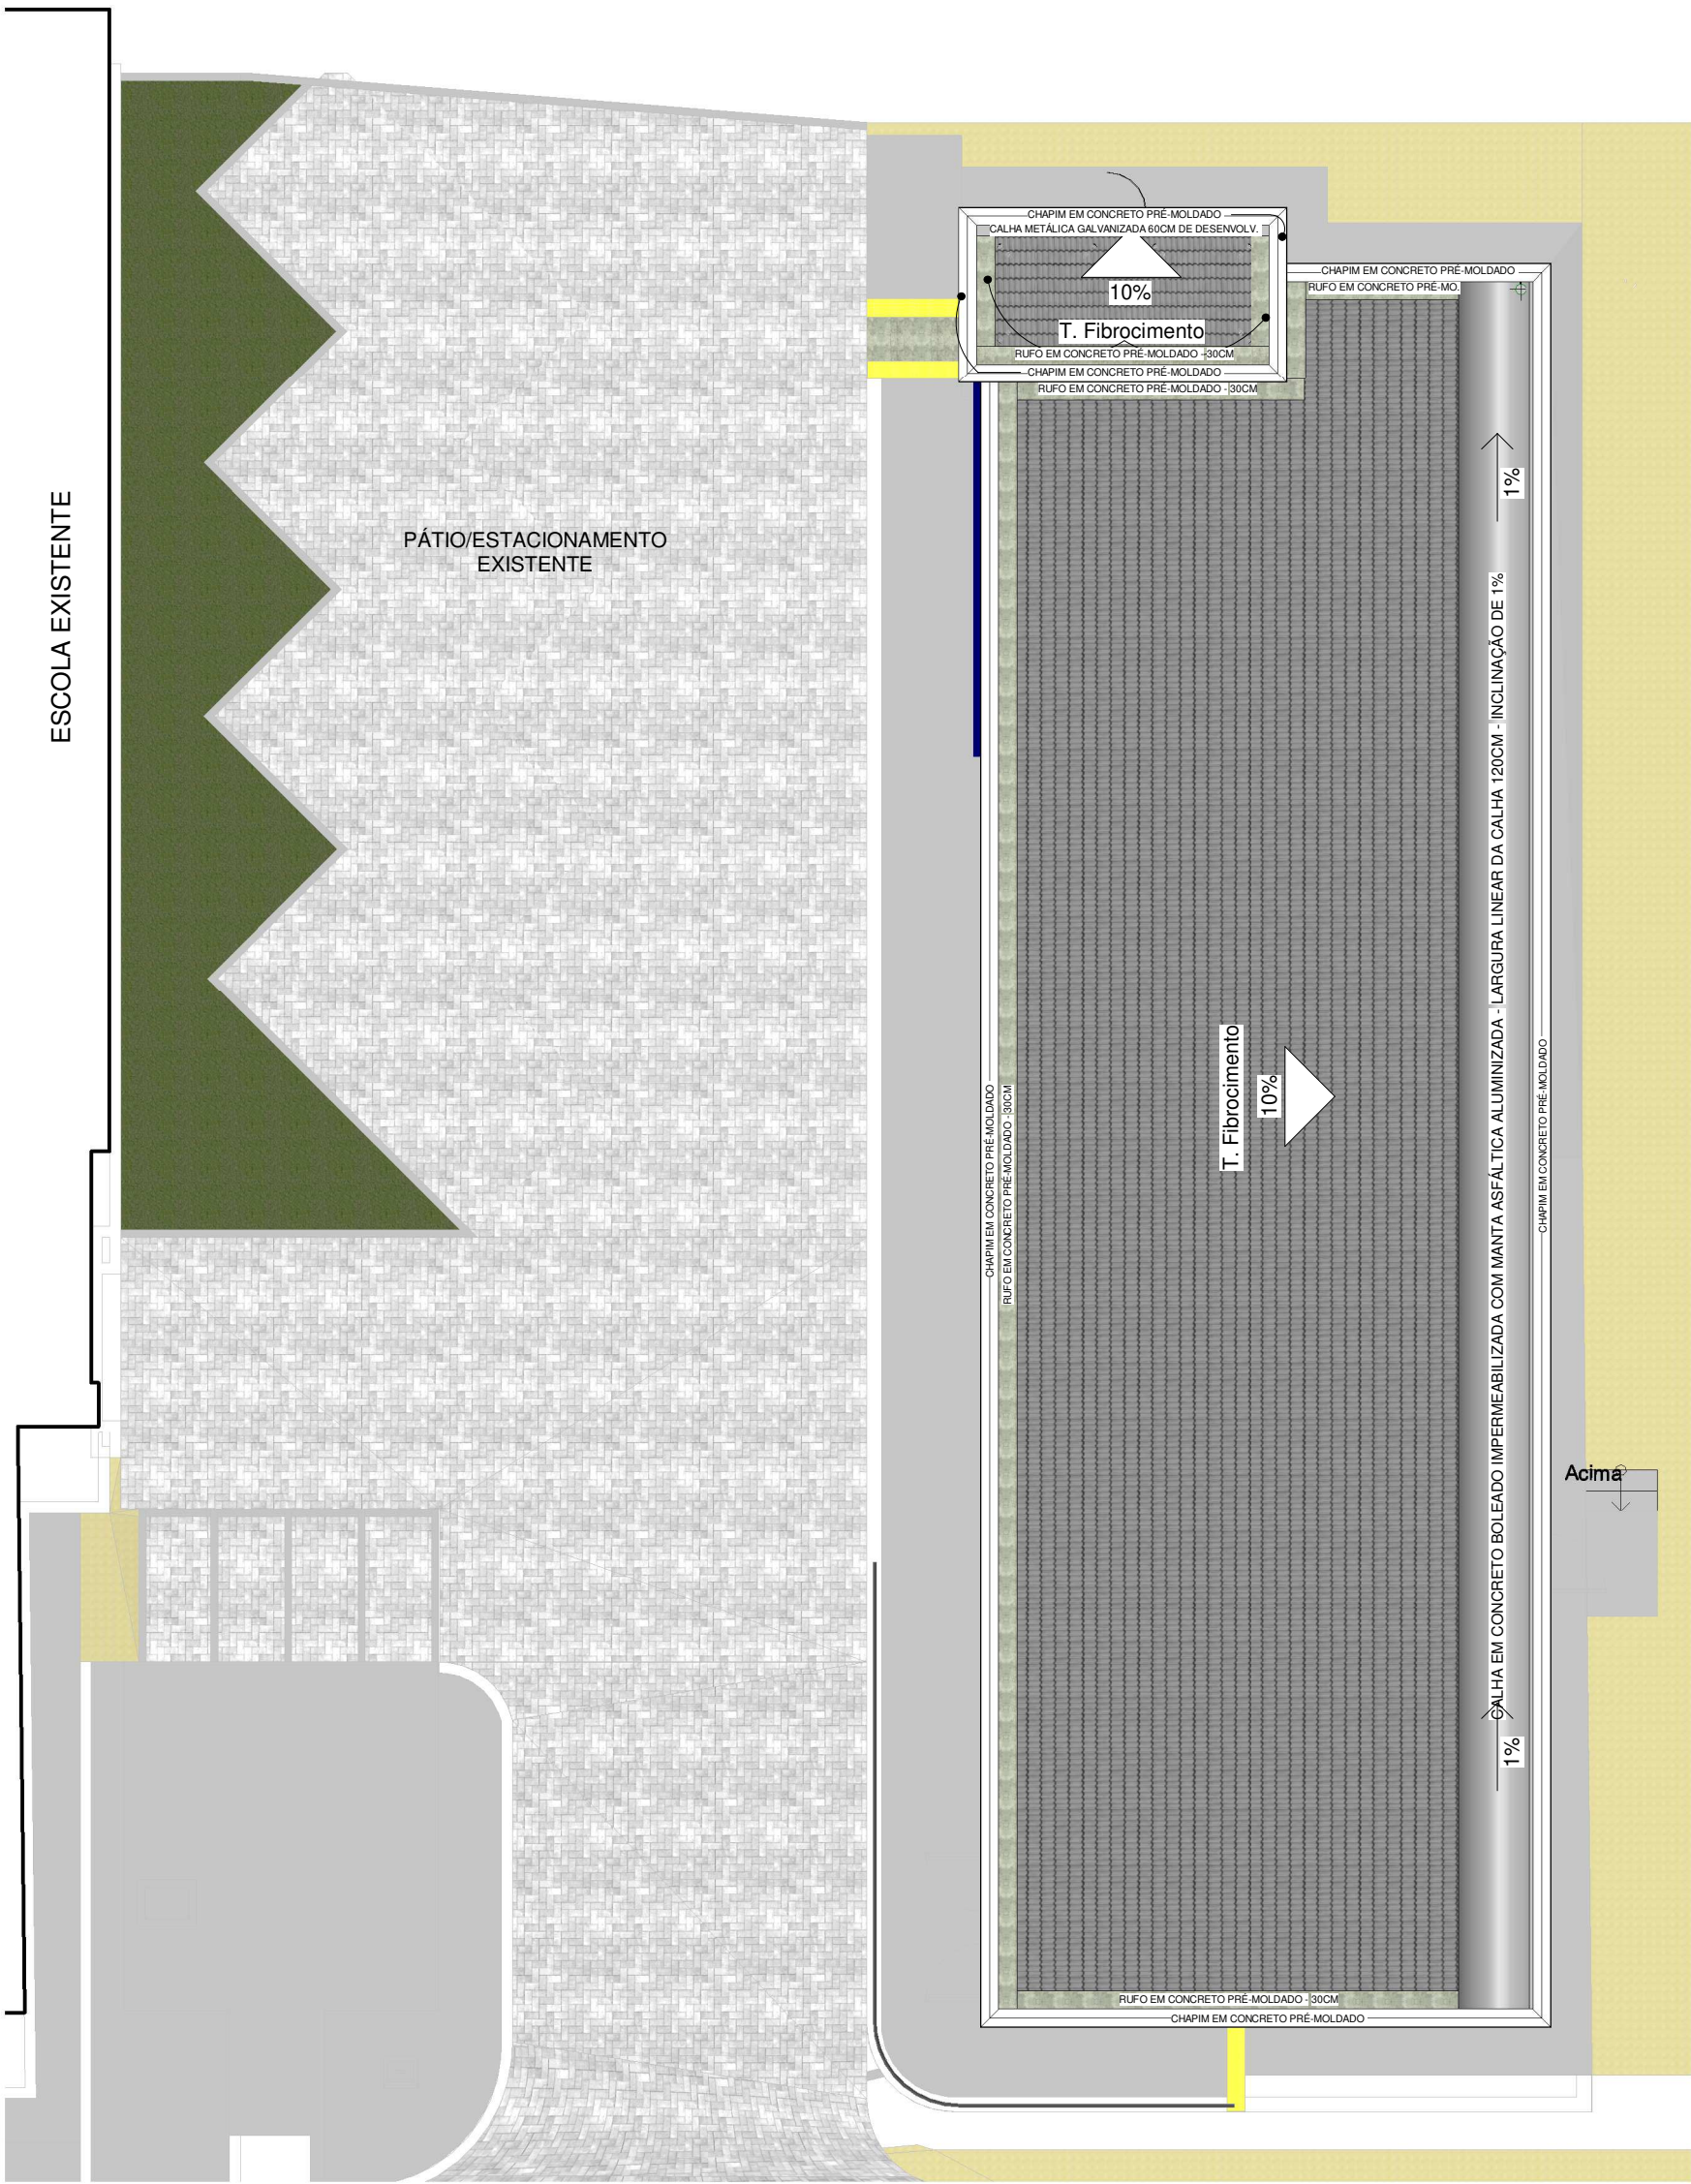 CHAPIM EM CONCRETO PRÉ-MOLDADO
CALHA METÁLICA GALVANIZADA 60CM DE DESENVOLV.
10%
T. Fibrocimento
RUFO EM CONCRETO PRÉ-MOLDADO - 30CM
CHAPIM EM CONCRETO PRÉ-MOLDADO
RUFO EM CONCRETO PRÉ-MOLDADO - 30CM
CHAPIM EM CONCRETO PRÉ-MOLDADO
RUFO EM CONCRETO PRÉ-MO.
ESCOLA EXISTENTE
PÁTIO/ESTACIONAMENTO
EXISTENTE
1%
CHAPIM EM CONCRETO PRÉ-MOLDADO
RUFO EM CONCRETO PRÉ-MOLDADO - 30CM
T. Fibrocimento
10%
CALHA EM CONCRETO BOLEADO IMPERMEABILIZADA COM MANTA ASFÁLTICA ALUMINIZADA - LARGURA LINEAR DA CALHA 120CM - INCLINAÇÃO DE 1%
CHAPIM EM CONCRETO PRÉ-MOLDADO
Acima
1%
RUFO EM CONCRETO PRÉ-MOLDADO - 30CM
CHAPIM EM CONCRETO PRÉ-MOLDADO